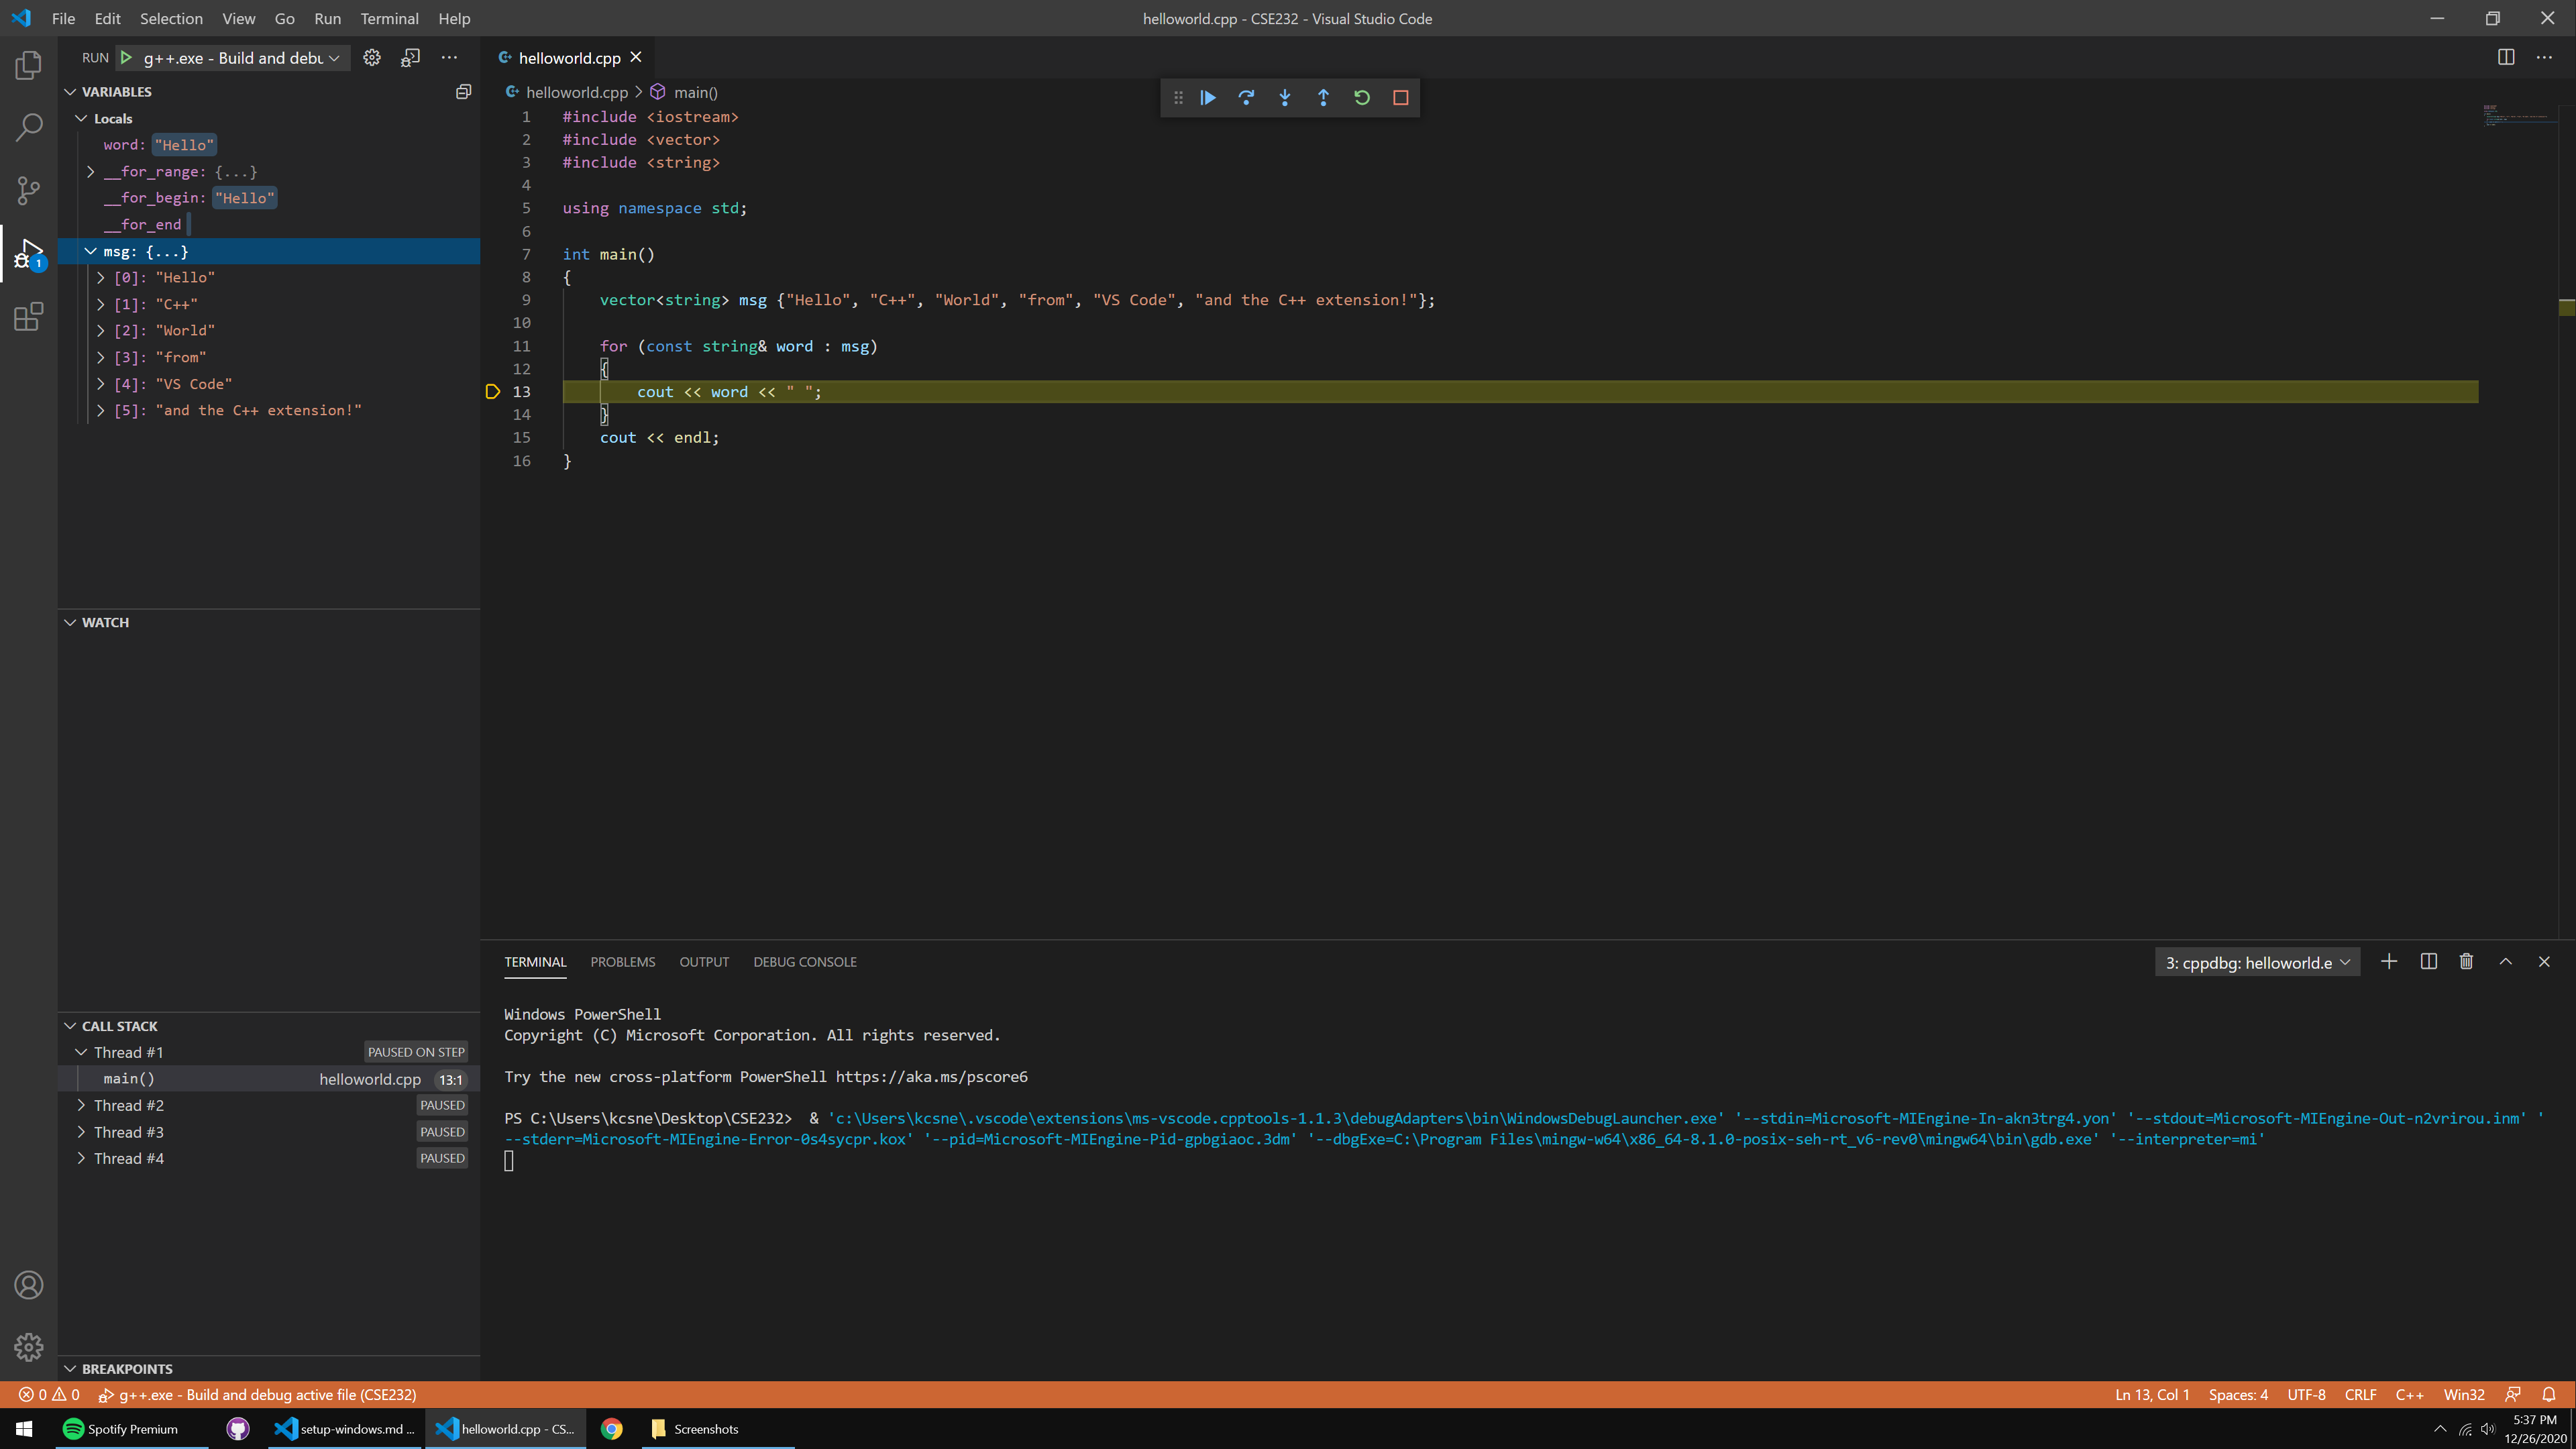 File Edit Selection View Go Run Terminal Help
helloworld.cpp - CSE232 - Visual Studio Code
RUN g++.exe - Build and debu
VARIABLES
Locals
word: "Hello"
__for_range: {...}
__for_begin: "Hello"
__for_end
msg: {...}
[0]: "Hello"
[1]: "C++"
[2]: "World"
[3]: "from"
[4]: "VS Code"
[5]: "and the C++ extension!"
WATCH
CALL STACK
Thread #1 PAUSED ON STEP
main() helloworld.cpp 13:1
Thread #2 PAUSED
Thread #3 PAUSED
Thread #4 PAUSED
BREAKPOINTS
1
helloworld.cpp
helloworld.cpp > main()
1 #include <iostream>
2 #include <vector>
3 #include <string>
4
5 using namespace std;
6
7 int main()
8 {
9 vector<string> msg {"Hello", "C++", "World", "from", "VS Code", "and the C++ extension!"};
10
11 for (const string& word : msg)
12 {
13 cout << word << " ";
14 }
15 cout << endl;
16 }
TERMINAL PROBLEMS OUTPUT DEBUG CONSOLE
3: cppdbg: helloworld.e
Windows PowerShell
Copyright (C) Microsoft Corporation. All rights reserved.
Try the new cross-platform PowerShell https://aka.ms/pscore6
PS C:\Users\kcsne\Desktop\CSE232>  & 'c:\Users\kcsne\.vscode\extensions\ms-vscode.cpptools-1.1.3\debugAdapters\bin\WindowsDebugLauncher.exe' '--stdin=Microsoft-MIEngine-In-akn3trg4.yon' '--stdout=Microsoft-MIEngine-Out-n2vrirou.inm' '
--stderr=Microsoft-MIEngine-Error-0s4sycpr.kox' '--pid=Microsoft-MIEngine-Pid-gpbgiaoc.3dm' '--dbgExe=C:\Program Files\mingw-w64\x86_64-8.1.0-posix-seh-rt_v6-rev0\mingw64\bin\gdb.exe' '--interpreter=mi'
0 0 g++.exe - Build and debug active file (CSE232)
Ln 13, Col 1 Spaces: 4 UTF-8 CRLF C++ Win32
Spotify Premium setup-windows.md ... helloworld.cpp - CS... Screenshots
5:37 PM
12/26/2020